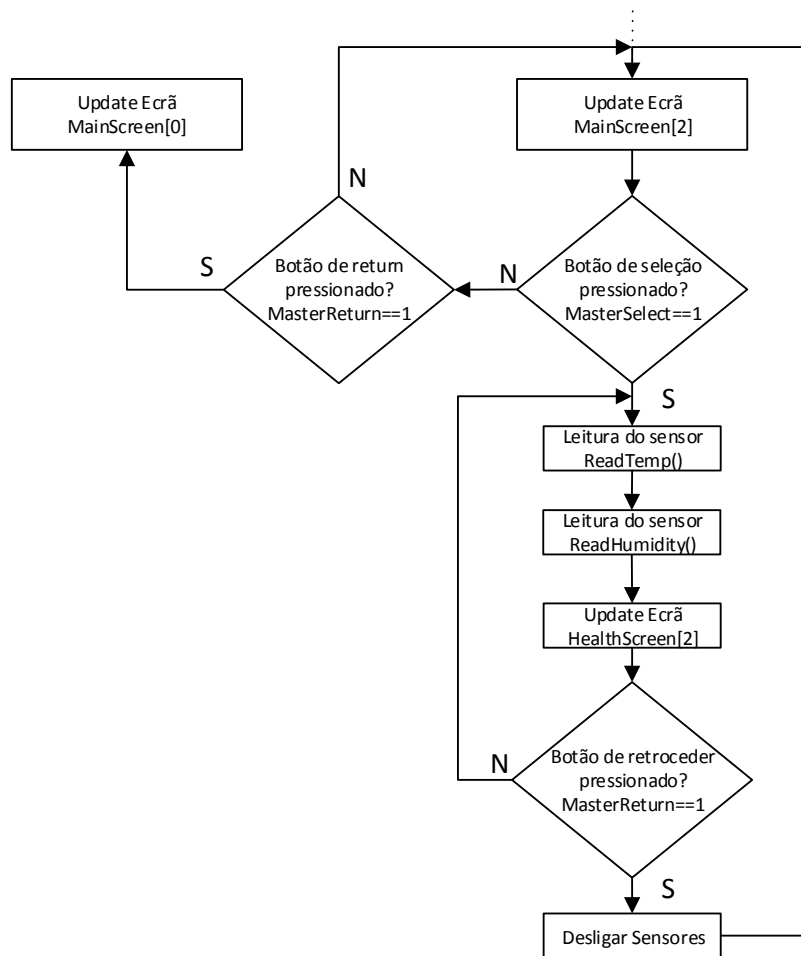 Update Ecrã
MainScreen[0]
Update Ecrã
MainScreen[2]
N
S
Botão de return
pressionado?
MasterReturn==1
N
Botão de seleção
pressionado?
MasterSelect==1
S
Leitura do sensor
ReadTemp()
Leitura do sensor
ReadHumidity()
Update Ecrã
HealthScreen[2]
N
Botão de retroceder
pressionado?
MasterReturn==1
S
Desligar Sensores